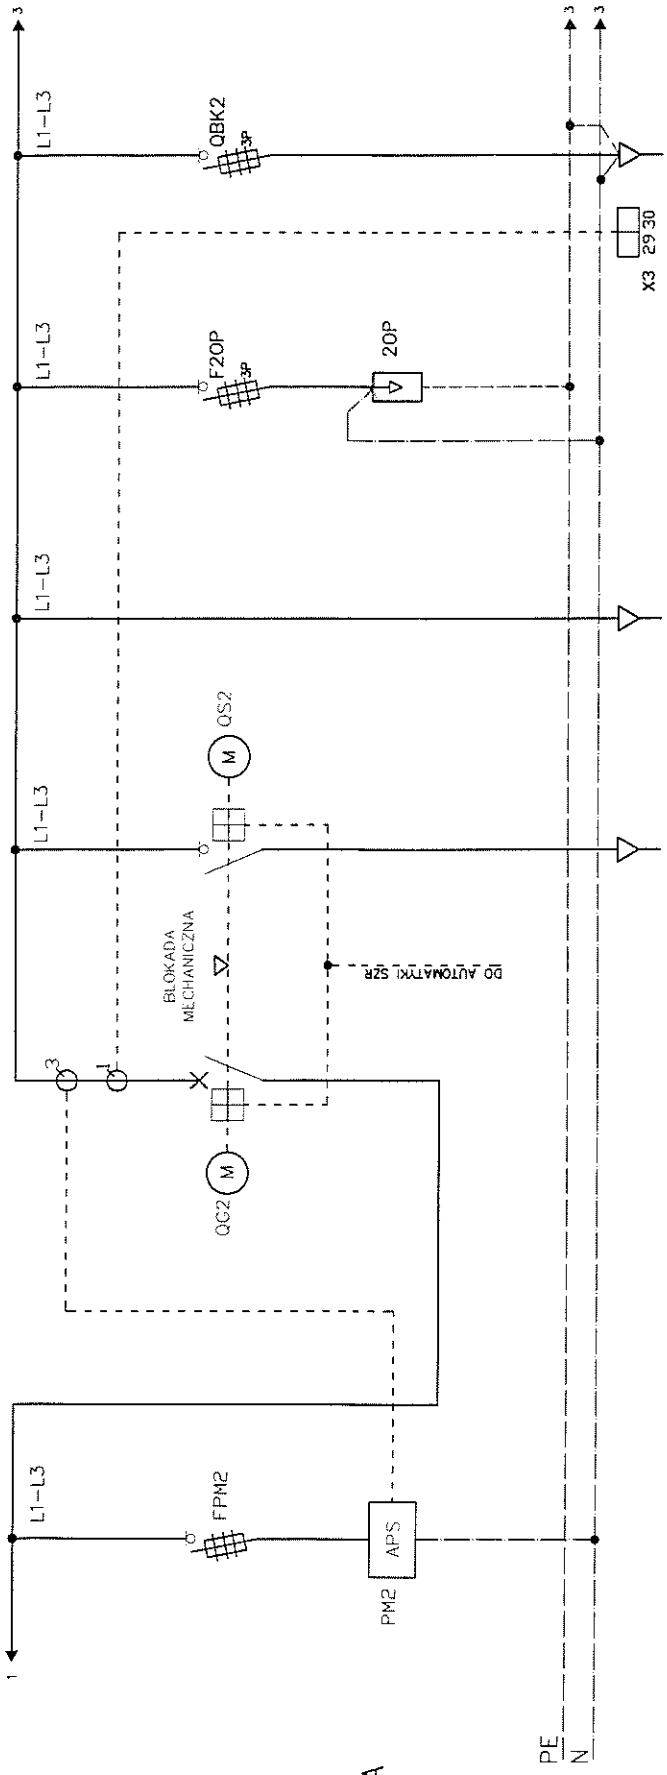 1
L1-L3
FPM2
PM2
APS
PE
N
A
3
1
QG2
M
BLOKADA
MECHANICZNA
DO AUTOMATYKI SZR
L1-L3
M
QS2
L1-L3
L1-L3
F2OP
3P
2OP
X3 29 30
L1-L3
QBK2
3P
3
3
3